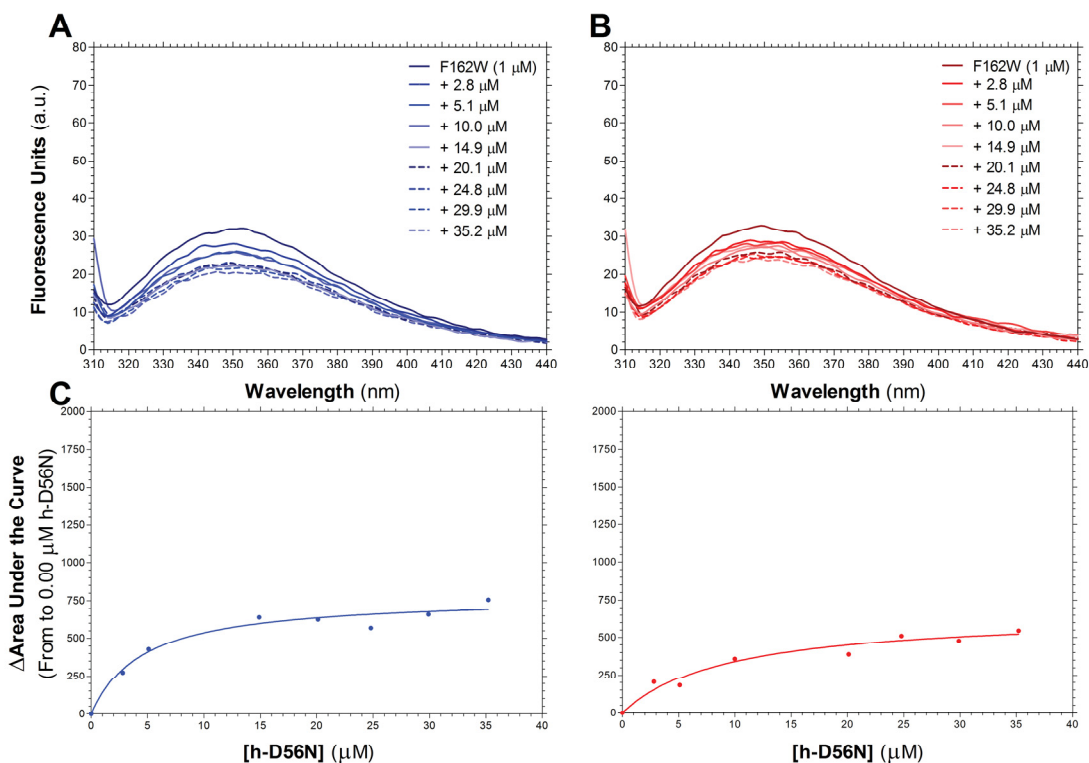 A
80
70
60
50
40
30
20
10
0
Fluorescence Units (a.u.)
F162W (1 μM)
+ 2.8 μM
+ 5.1 μM
+ 10.0 μM
+ 14.9 μM
+ 20.1 μM
+ 24.8 μM
+ 29.9 μM
+ 35.2 μM
310 320 330 340 350 360 370 380 390 400 410 420 430 440
Wavelength (nm)
B
80
70
60
50
40
30
20
10
0
F162W (1 μM)
+ 2.8 μM
+ 5.1 μM
+ 10.0 μM
+ 14.9 μM
+ 20.1 μM
+ 24.8 μM
+ 29.9 μM
+ 35.2 μM
310 320 330 340 350 360 370 380 390 400 410 420 430 440
Wavelength (nm)
C
2000
1750
1500
1250
1000
750
500
250
0
ΔArea Under the Curve
(From to 0.00 μM h-D56N)
0 5 10 15 20 25 30 35 40
[h-D56N] (μM)
2000
1750
1500
1250
1000
750
500
250
0
0 5 10 15 20 25 30 35 40
[h-D56N] (μM)